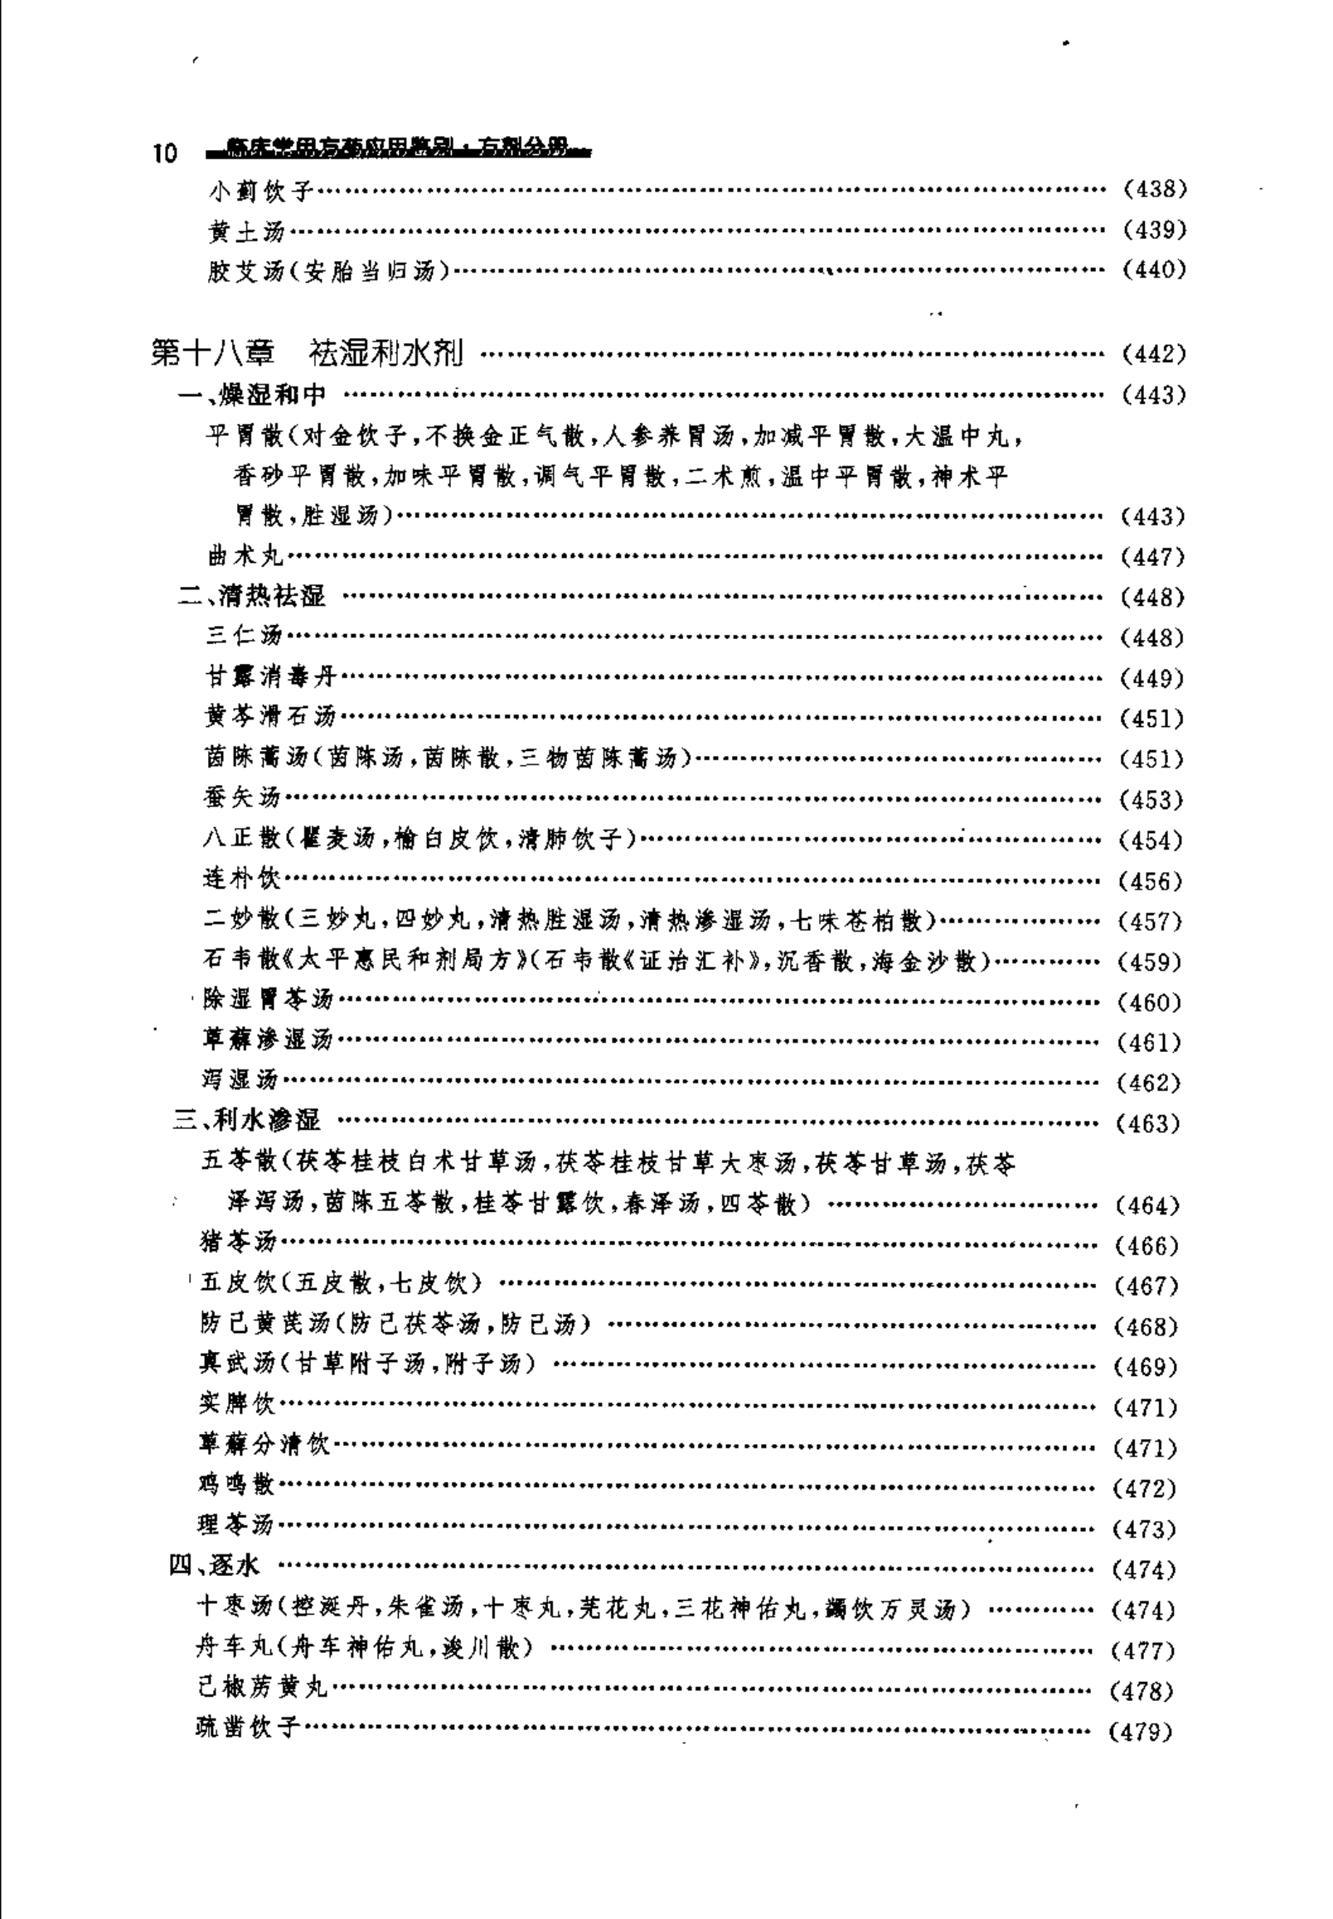 10 临床常用方药应用鉴别·方剂分册
小蓟饮子………(438)
黄土汤………(439)
胶艾汤(安胎当归汤)………(440)
第十八章 祛湿利水剂………(442)
一、燥湿和中………(443)
平胃散(对金饮子,不换金正气散,人参养胃汤,加减平胃散,大温中丸,
香砂平胃散,加味平胃散,调气平胃散,二术煎,温中平胃散,神术平
胃散,胜湿汤)………(443)
曲术丸………(447)
二、清热祛湿………(448)
三仁汤………(448)
甘露消毒丹………(449)
黄芩滑石汤………(451)
茵陈蒿汤(茵陈汤,茵陈散,三物茵陈蒿汤)………(451)
蚕矢汤………(453)
八正散(瞿麦汤,榆白皮饮,清肺饮子)………(454)
连朴饮………(456)
二妙散(三妙丸,四妙丸,清热胜湿汤,清热渗湿汤,七味苍柏散)………(457)
石韦散《太平惠民和剂局方》(石韦散《证治汇补》,沉香散,海金沙散)………(459)
除湿胃苓汤………(460)
萆薢渗湿汤………(461)
泻湿汤………(462)
三、利水渗湿………(463)
五苓散(茯苓桂枝白术甘草汤,茯苓桂枝甘草大枣汤,茯苓甘草汤,茯苓
泽泻汤,茵陈五苓散,桂苓甘露饮,春泽汤,四苓散)………(464)
猪苓汤………(466)
五皮饮(五皮散,七皮饮)………(467)
防己黄芪汤(防己茯苓汤,防己汤)………(468)
真武汤(甘草附子汤,附子汤)………(469)
实脾饮………(471)
萆薢分清饮………(471)
鸡鸣散………(472)
理苓汤………(473)
四、逐水………(474)
十枣汤(控涎丹,朱雀汤,十枣丸,芫花丸,三花神佑丸,蠲饮万灵汤)………(474)
舟车丸(舟车神佑丸,浚川散)………(477)
己椒苈黄丸………(478)
疏凿饮子………(479)